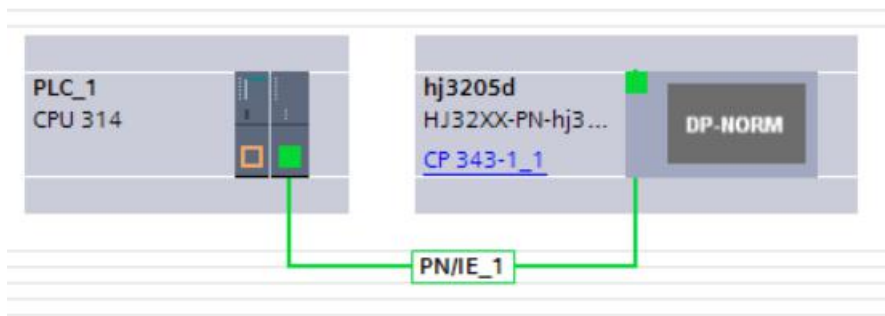 PLC_1
CPU 314
hj3205d
HJ32XX-PN-hj3...
CP 343-1_1
DP-NORM
PN/IE_1